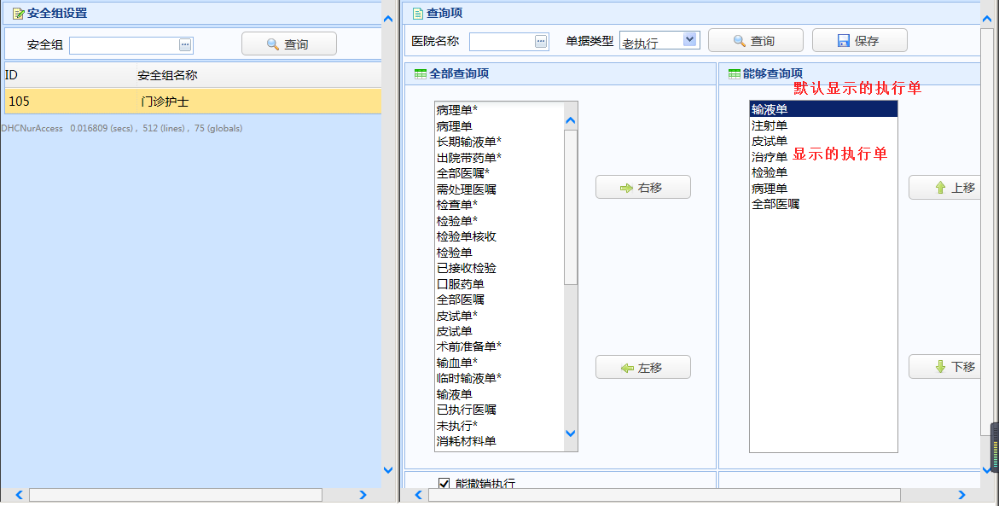 安全组设置
安全组
查询
ID 安全组名称
105 门诊护士
DHCNurAccess 0.016809 (secs) , 512 (lines) , 75 (globals)
查询项
医院名称 单据类型 老执行 查询 保存
全部查询项
病理单*
病理单
长期输液单*
出院带药单*
全部医嘱*
需处理医嘱
检查单*
检验单*
检验单核收
检验单
已接收检验
口服药单
全部医嘱
皮试单*
皮试单
术前准备单*
输血单*
临时输液单*
输液单
已执行医嘱
未执行*
消耗材料单
右移
左移
能够查询项
默认显示的执行单
输液单
注射单
皮试单
治疗单
显示的执行单
检验单
病理单
全部医嘱
上移
下移
能撤销执行